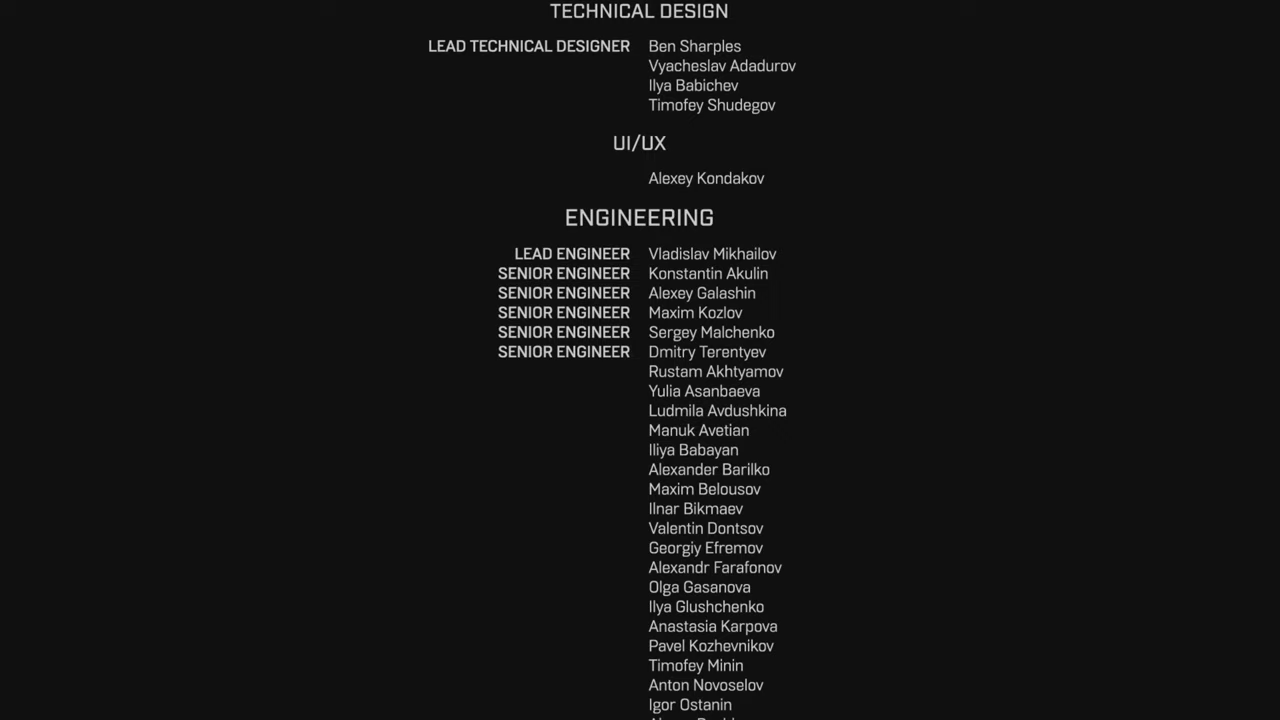 TECHNICAL DESIGN
LEAD TECHNICAL DESIGNER Ben Sharples
Vyacheslav Adadurov
Ilya Babichev
Timofey Shudegov
UI/UX
Alexey Kondakov
ENGINEERING
LEAD ENGINEER Vladislav Mikhailov
SENIOR ENGINEER Konstantin Akulin
SENIOR ENGINEER Alexey Galashin
SENIOR ENGINEER Maxim Kozlov
SENIOR ENGINEER Sergey Malchenko
SENIOR ENGINEER Dmitry Terentyev
Rustam Akhtyamov
Yulia Asanbaeva
Ludmila Avdushkina
Manuk Avetian
Iliya Babayan
Alexander Barilko
Maxim Belousov
Ilnar Bikmaev
Valentin Dontsov
Georgiy Efremov
Alexandr Farafonov
Olga Gasanova
Ilya Glushchenko
Anastasia Karpova
Pavel Kozhevnikov
Timofey Minin
Anton Novoselov
Igor Ostanin